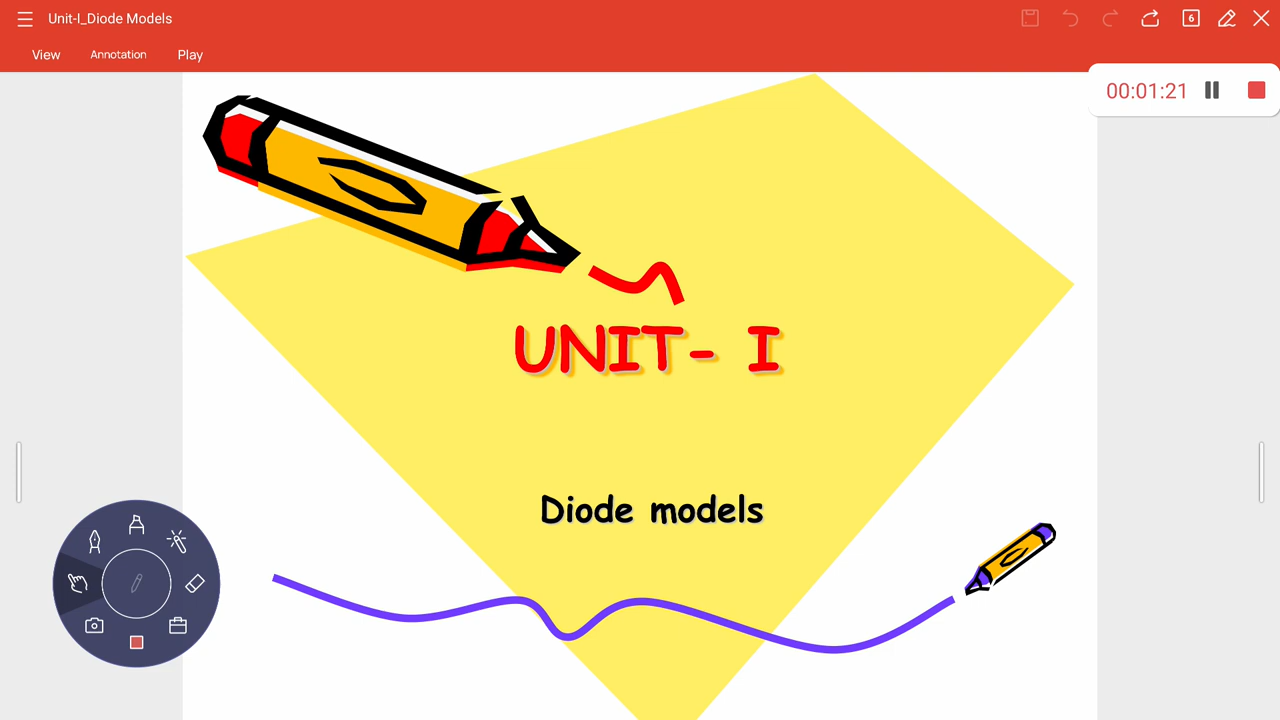 Unit-I_Diode Models
6
View Annotation Play
00:01:21
UNIT- I
Diode models